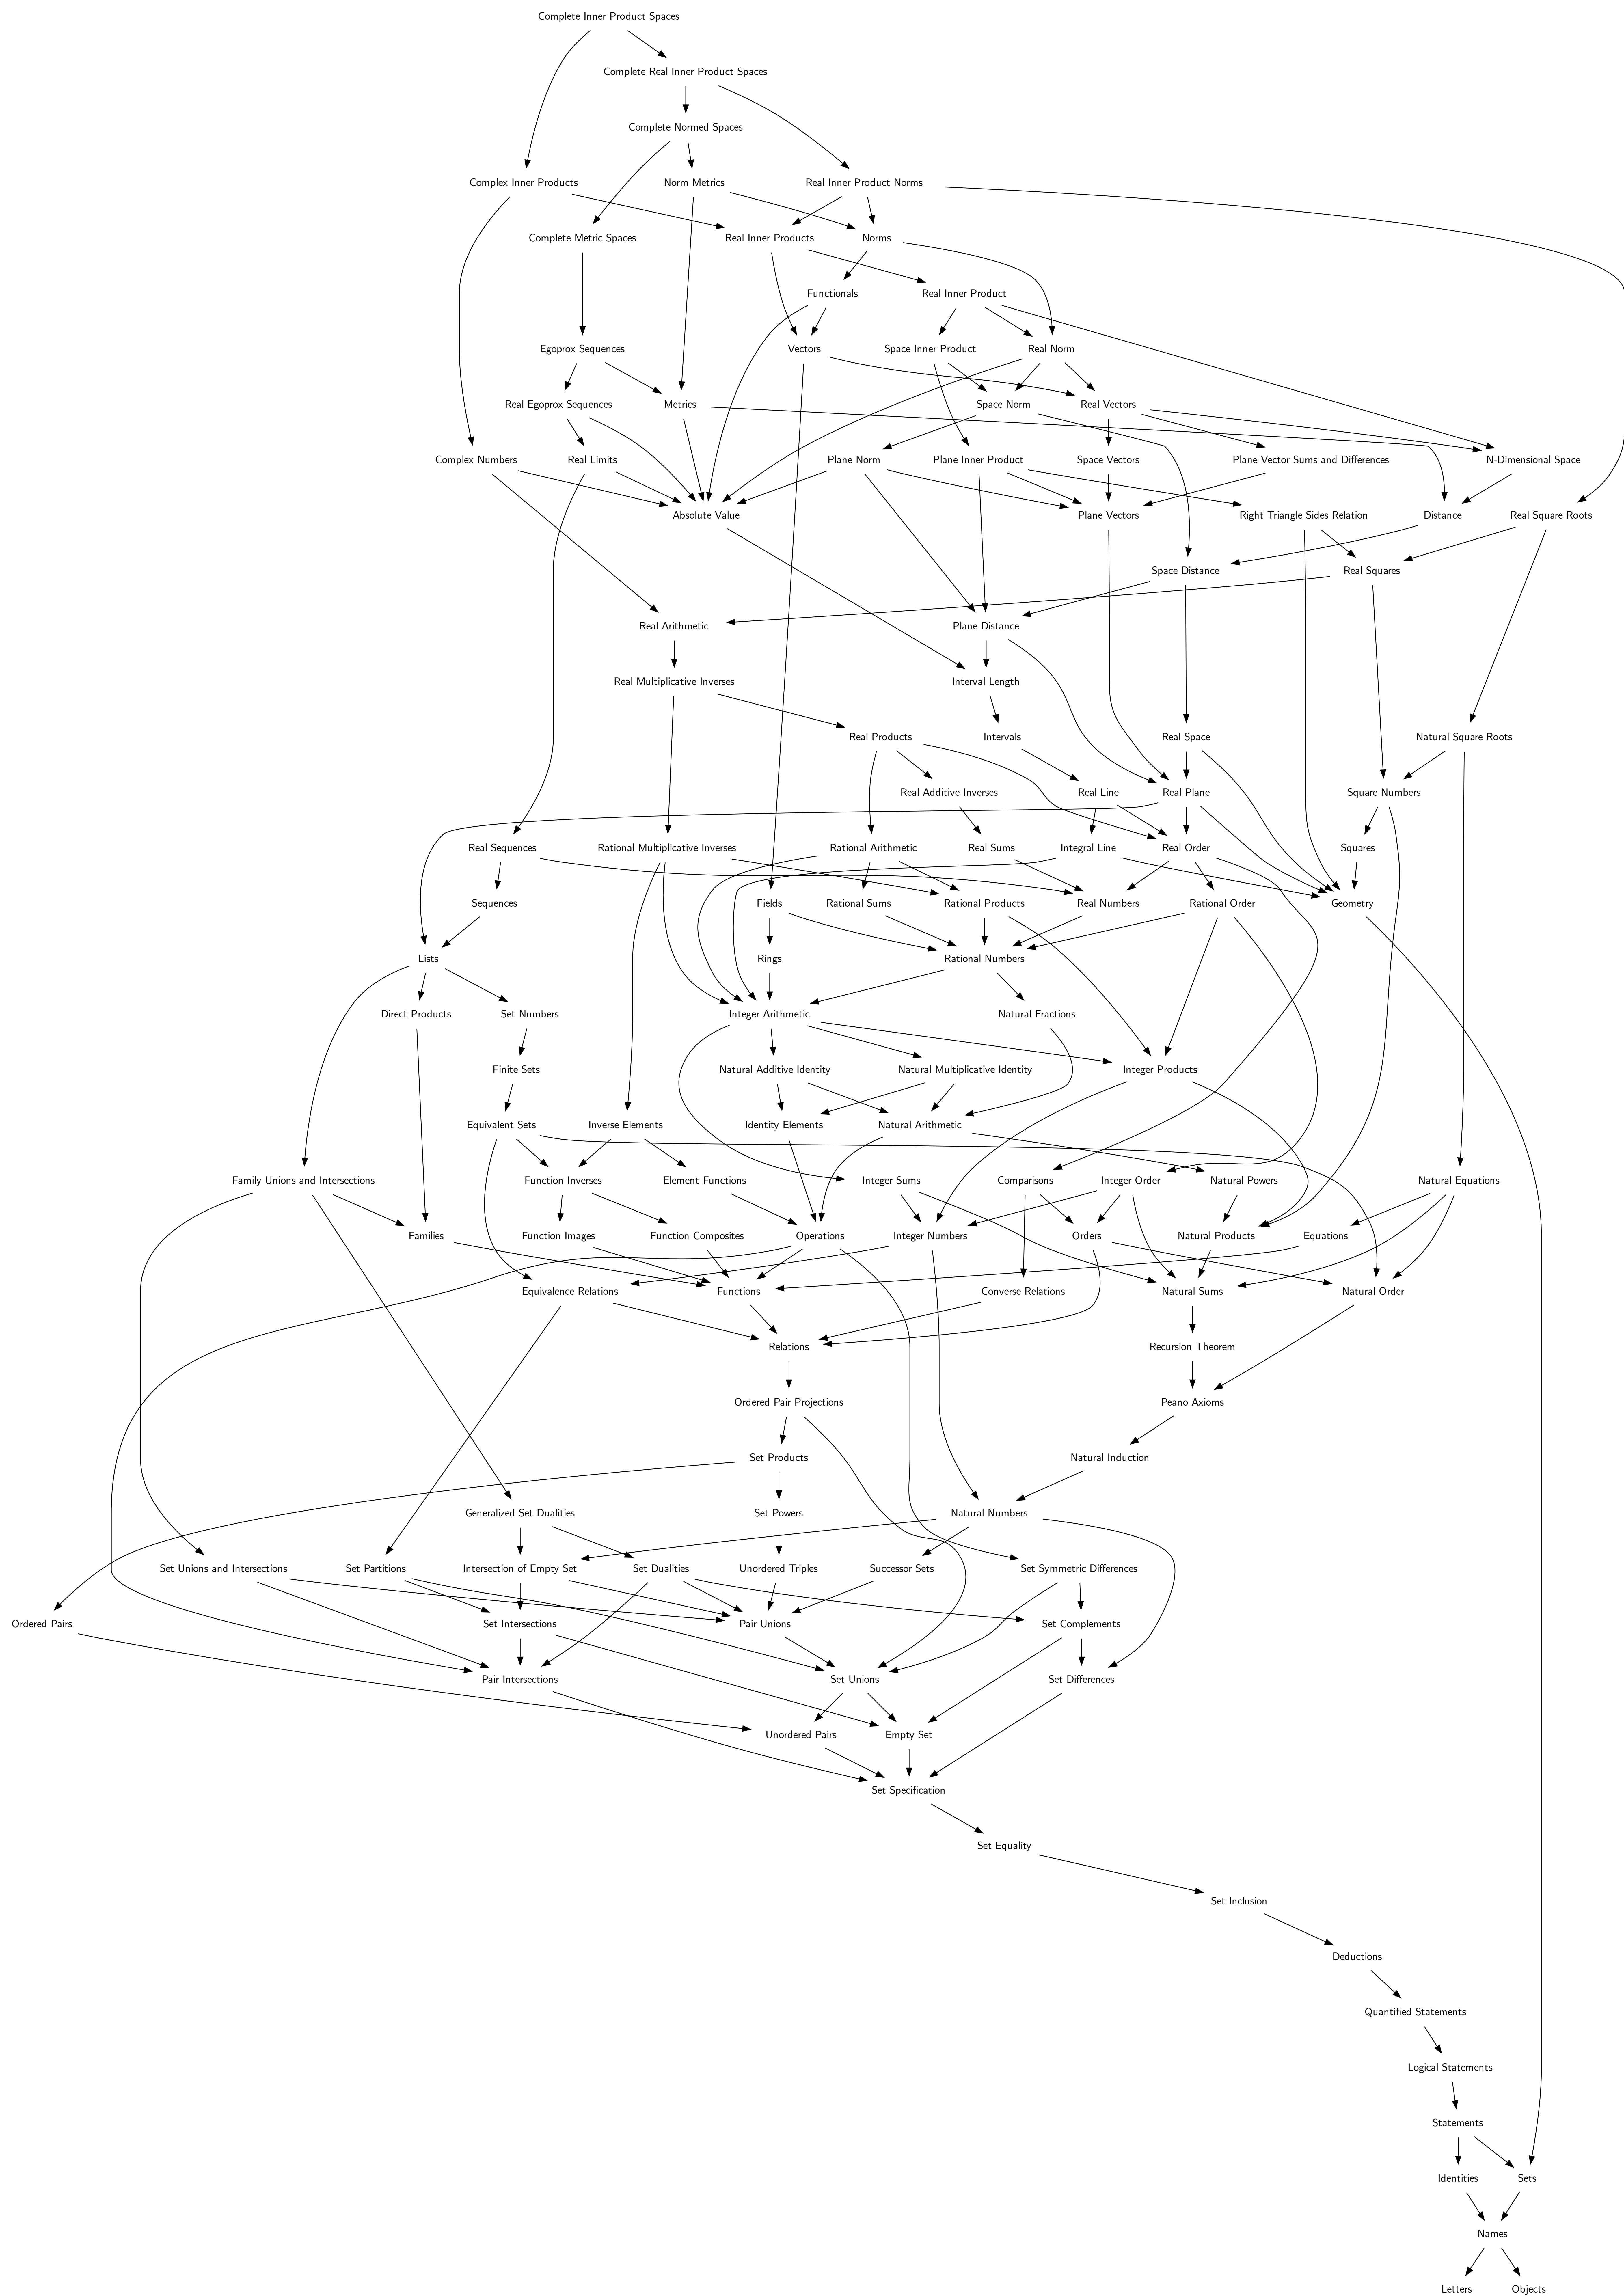 Complete Inner Product Spaces
Complete Real Inner Product Spaces
Complete Normed Spaces
Complex Inner Products
Norm Metrics
Real Inner Product Norms
Complete Metric Spaces
Real Inner Products
Norms
Functionals
Real Inner Product
Egoprox Sequences
Vectors
Space Inner Product
Real Norm
Real Egoprox Sequences
Metrics
Space Norm
Real Vectors
Complex Numbers
Real Limits
Plane Norm
Plane Inner Product
Space Vectors
Plane Vector Sums and Differences
N-Dimensional Space
Absolute Value
Plane Vectors
Right Triangle Sides Relation
Distance
Real Square Roots
Space Distance
Real Squares
Real Arithmetic
Plane Distance
Real Multiplicative Inverses
Interval Length
Real Products
Intervals
Real Space
Natural Square Roots
Real Additive Inverses
Real Line
Real Plane
Square Numbers
Real Sequences
Rational Multiplicative Inverses
Rational Arithmetic
Real Sums
Integral Line
Real Order
Squares
Sequences
Fields
Rational Sums
Rational Products
Real Numbers
Rational Order
Geometry
Lists
Rings
Rational Numbers
Direct Products
Set Numbers
Integer Arithmetic
Natural Fractions
Finite Sets
Natural Additive Identity
Natural Multiplicative Identity
Integer Products
Equivalent Sets
Inverse Elements
Identity Elements
Natural Arithmetic
Family Unions and Intersections
Function Inverses
Element Functions
Integer Sums
Comparisons
Integer Order
Natural Powers
Natural Equations
Families
Function Images
Function Composites
Operations
Integer Numbers
Orders
Natural Products
Equations
Equivalence Relations
Functions
Converse Relations
Natural Sums
Natural Order
Relations
Recursion Theorem
Ordered Pair Projections
Peano Axioms
Set Products
Natural Induction
Generalized Set Dualities
Set Powers
Natural Numbers
Set Unions and Intersections
Set Partitions
Intersection of Empty Set
Set Dualities
Unordered Triples
Successor Sets
Set Symmetric Differences
Ordered Pairs
Set Intersections
Pair Unions
Set Complements
Pair Intersections
Set Unions
Set Differences
Unordered Pairs
Empty Set
Set Specification
Set Equality
Set Inclusion
Deductions
Quantified Statements
Logical Statements
Statements
Identities
Sets
Names
Letters
Objects